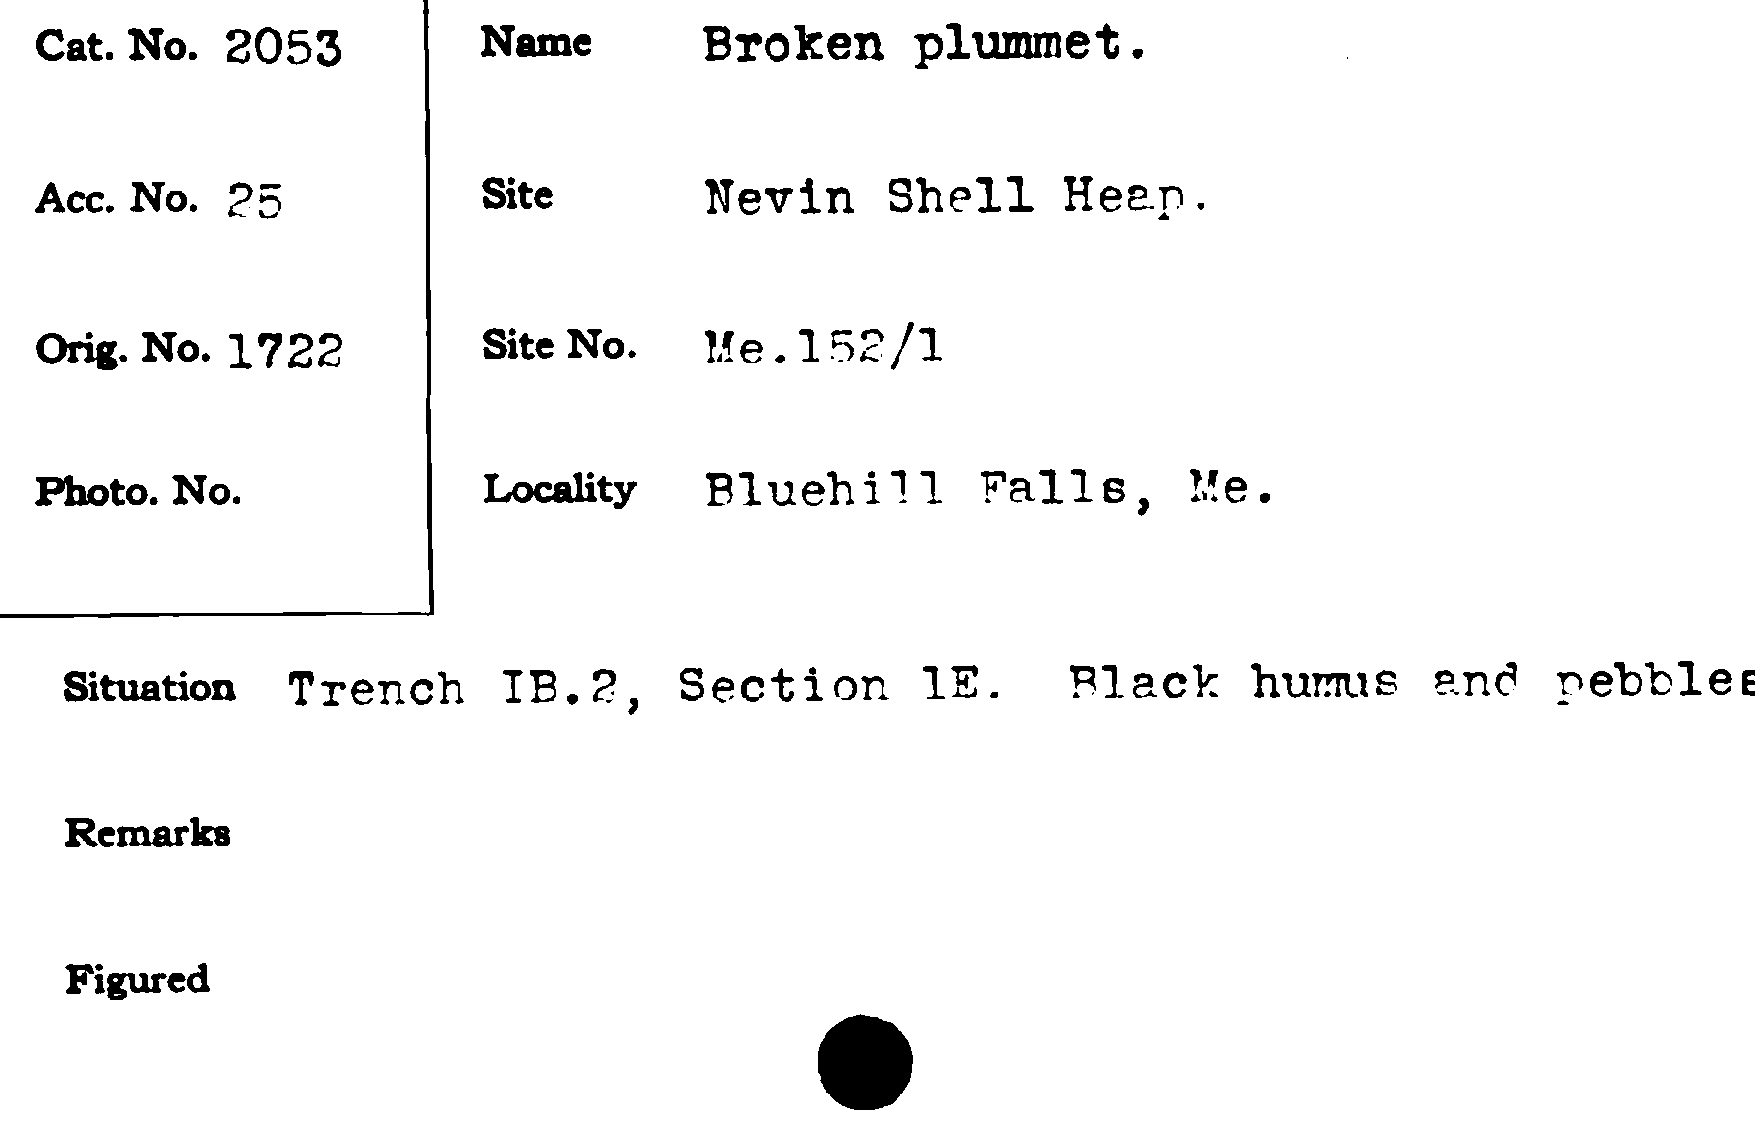 Cat. No. 2053
Name Broken plummet.
Acc. No. 25
Site Nevin Shell Heap.
Orig. No. 1722
Site No. Me.152/1
Photo. No.
Locality Bluehill Falls, Me.
Situation Trench IB.2, Section 1E. Black humus and pebbles
Remarks
Figured